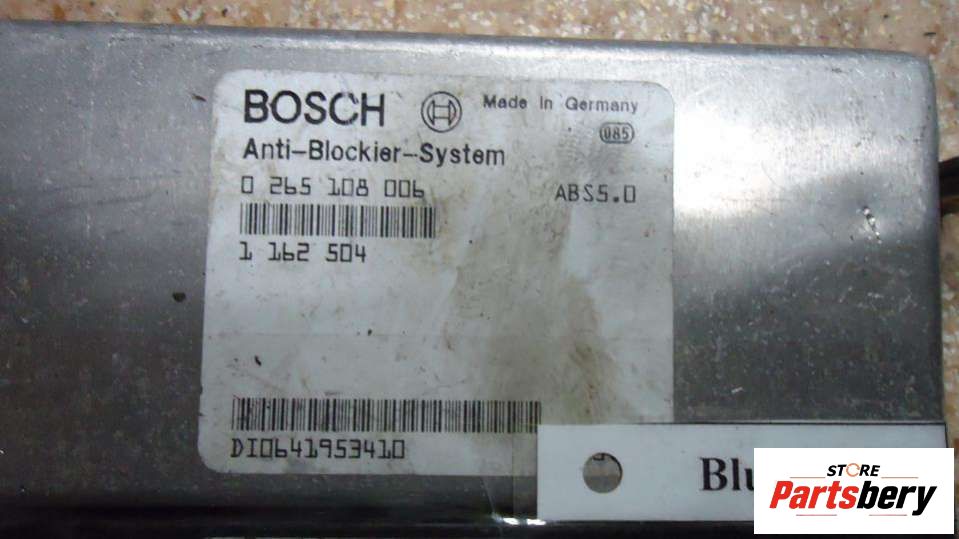 BOSCH Made in Germany
085
Anti-Blockier-System
0 265 108 006 ABS5.0
1 162 504
DI0641953410
STORE
Partsbery